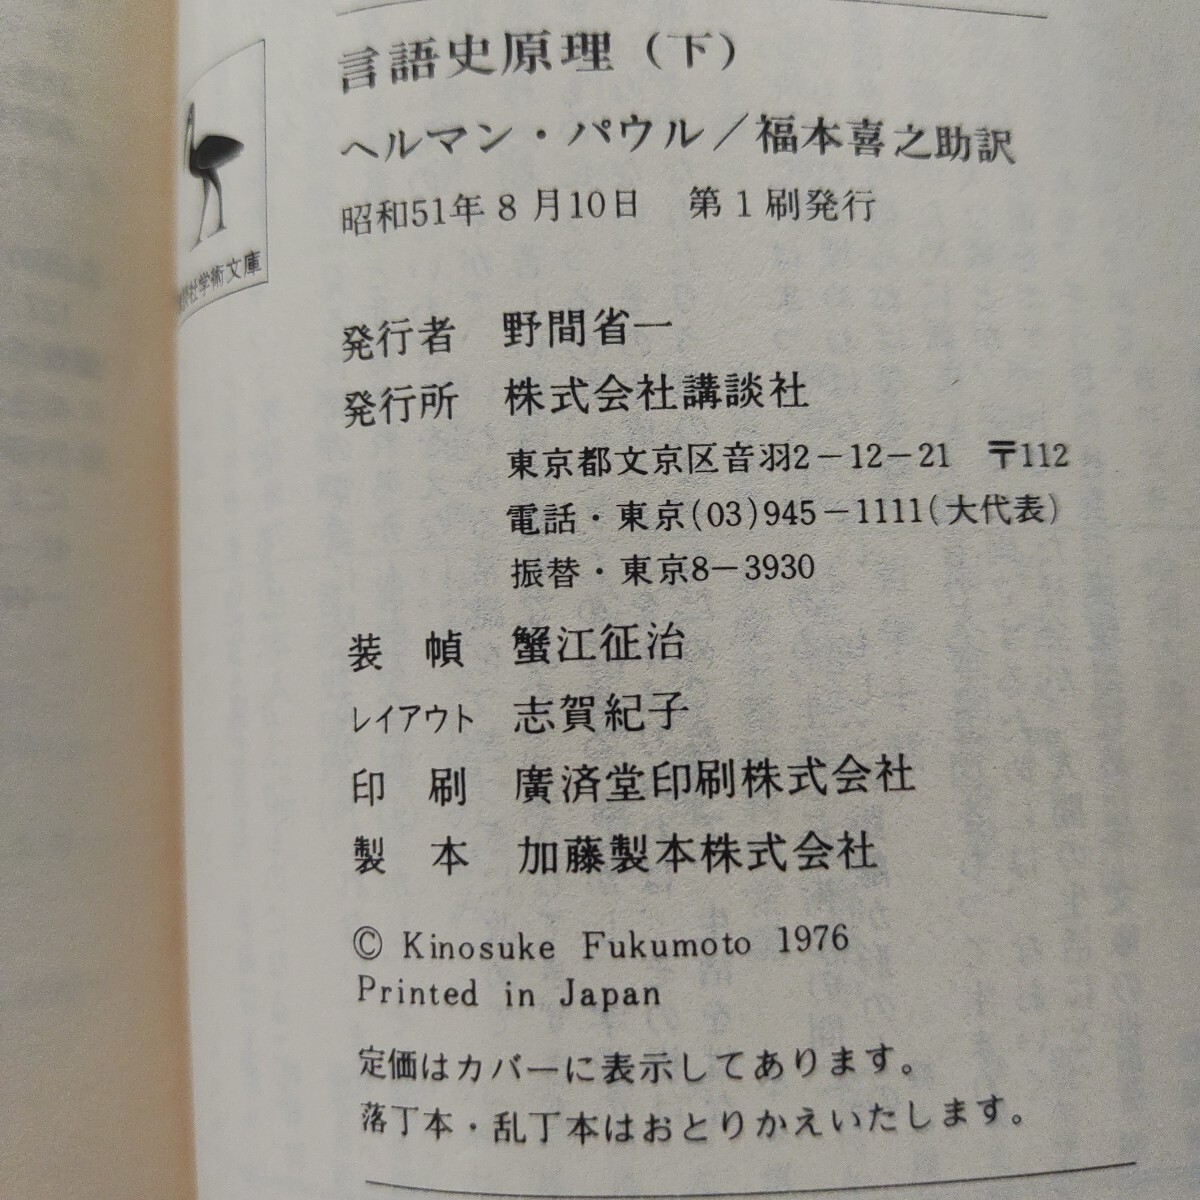 言語史原理(下)
ヘルマン・パウル/福本喜之助訳
昭和51年8月10日 第1刷発行
社学術文庫
発行者 野間省一
発行所 株式会社講談社
東京都文京区音羽2-12-21 〒112
電話・東京(03)945-1111(大代表)
振替・東京8-3930
装幀 蟹江征治
レイアウト 志賀紀子
印刷 廣済堂印刷株式会社
製本 加藤製本株式会社
© Kinosuke Fukumoto 1976
Printed in Japan
定価はカバーに表示してあります。
落丁本・乱丁本はおとりかえいたします。